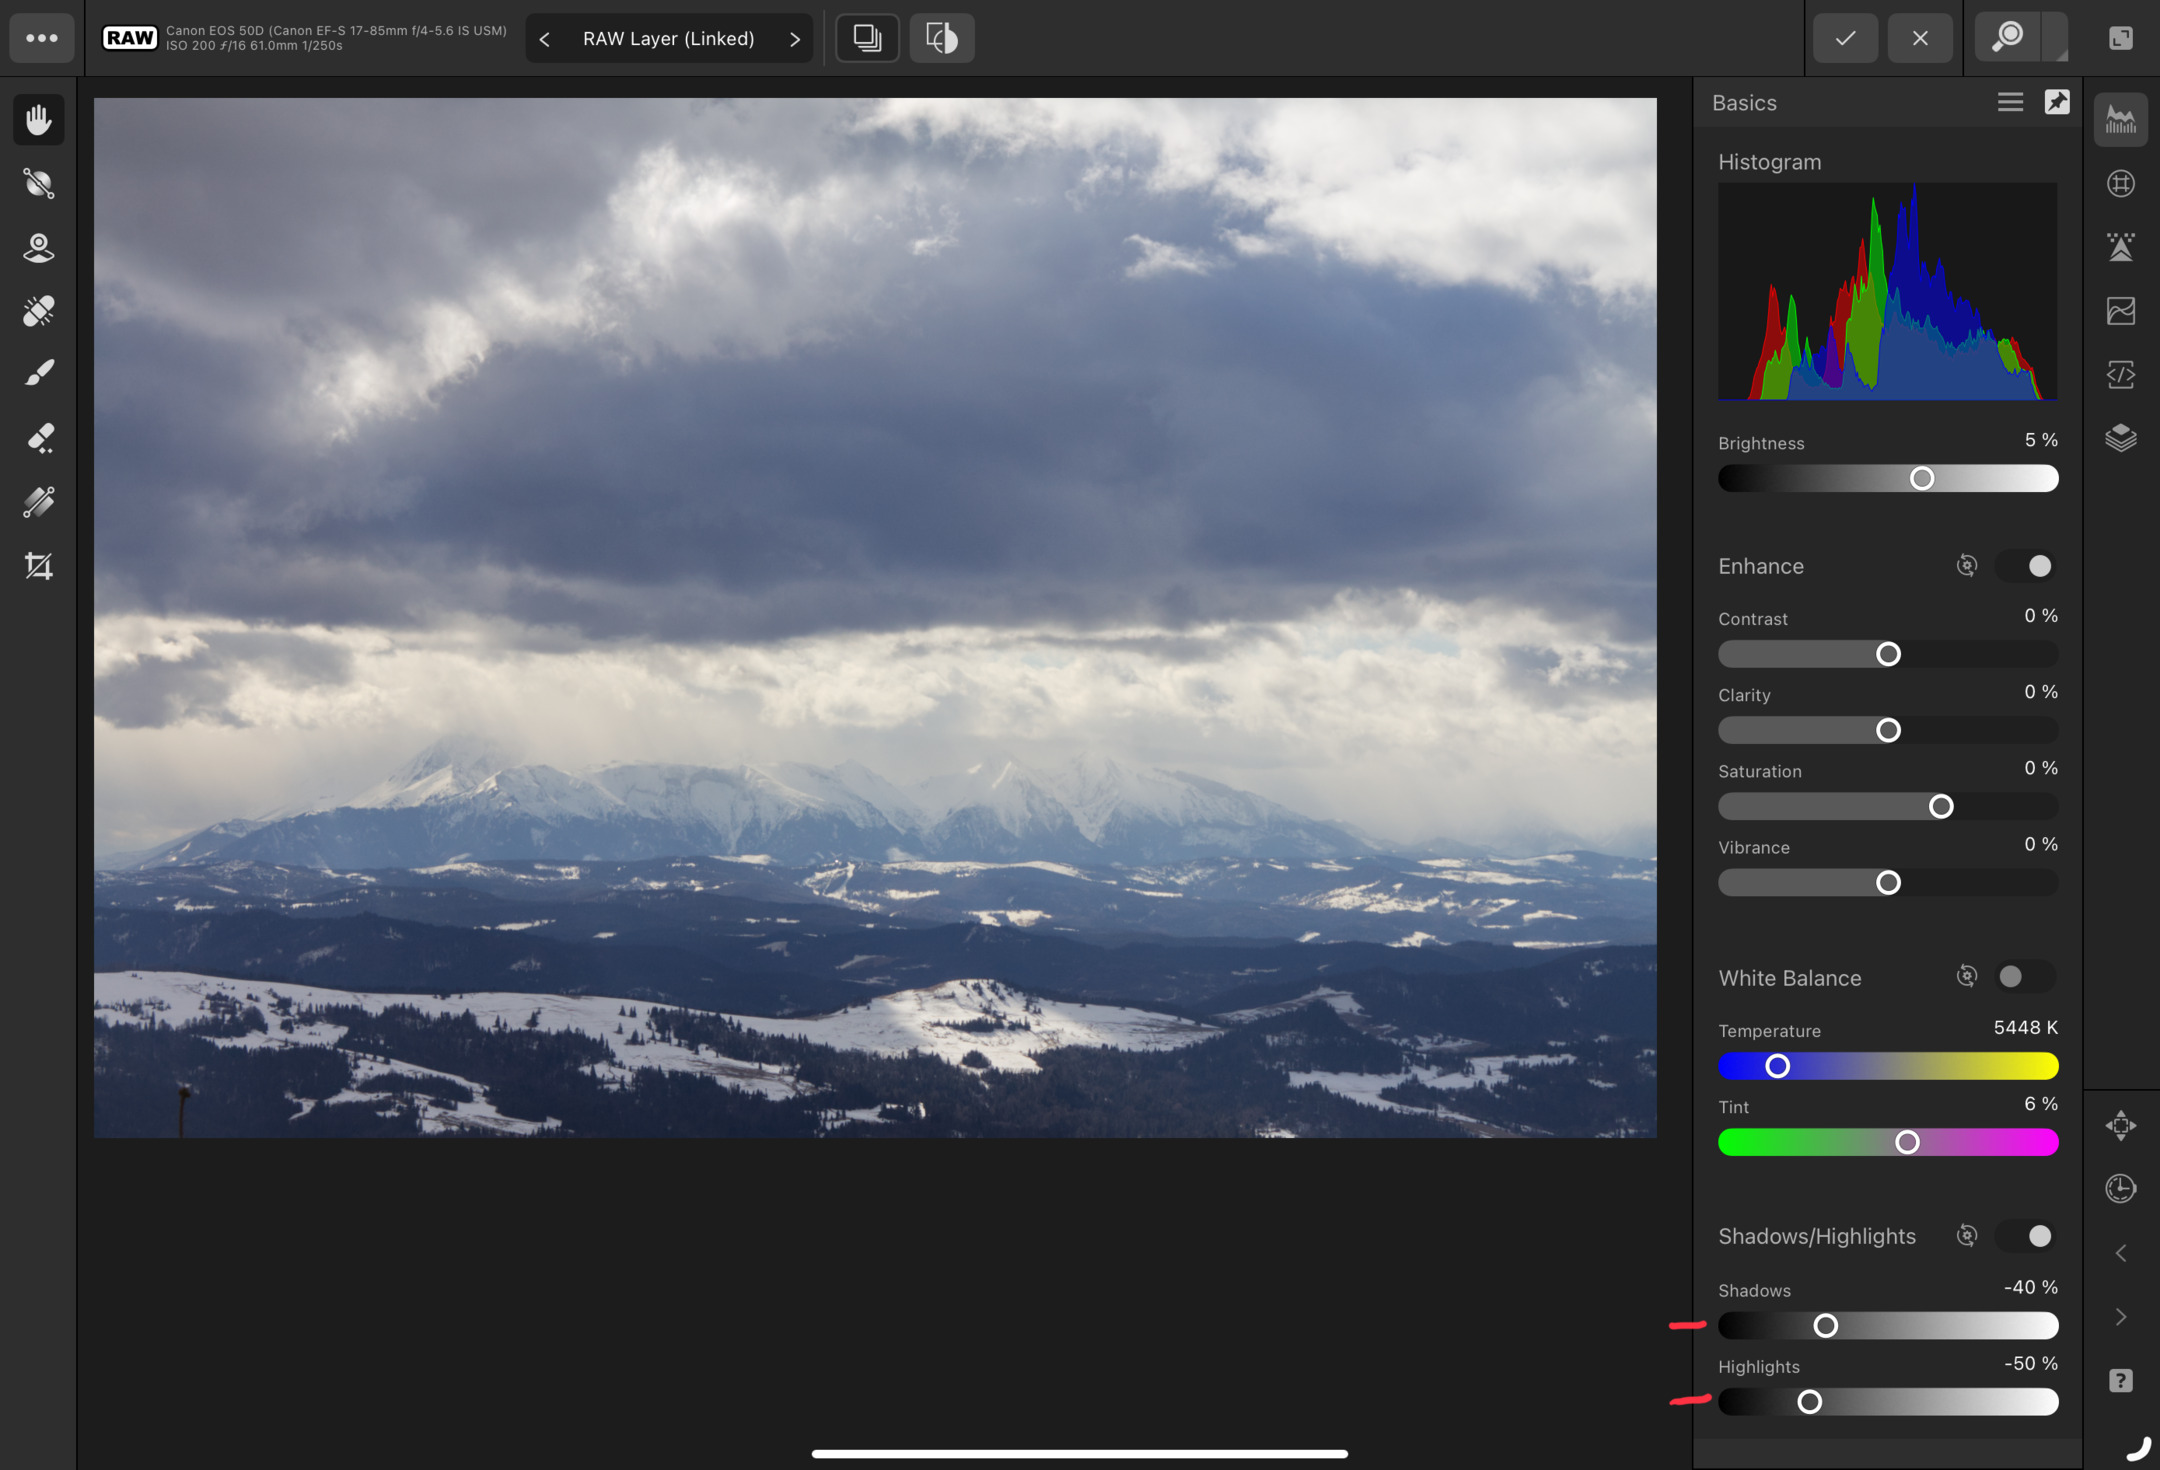 RAW
Canon EOS 50D (Canon EF-S 17-85mm f/4-5.6 IS USM)
ISO 200 ƒ/16 61.0mm 1/250s
RAW Layer (Linked)
Basics
Histogram
Brightness 5 %
Enhance
Contrast 0 %
Clarity 0 %
Saturation 0 %
Vibrance 0 %
White Balance
Temperature 5448 K
Tint 6 %
Shadows/Highlights
Shadows -40 %
Highlights -50 %
?